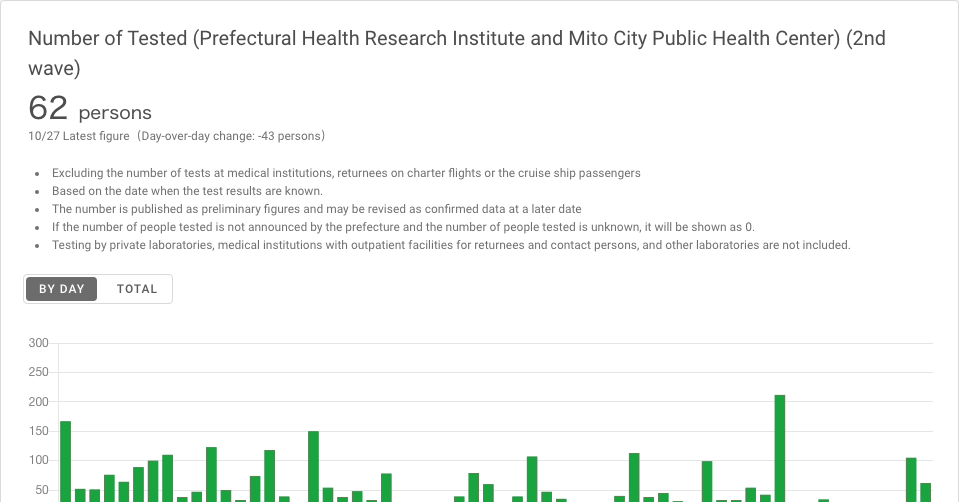 Number of Tested (Prefectural Health Research Institute and Mito City Public Health Center) (2nd
wave)
62 persons
10/27 Latest figure（Day-over-day change: -43 persons）
• Excluding the number of tests at medical institutions, returnees on charter flights or the cruise ship passengers
• Based on the date when the test results are known.
• The number is published as preliminary figures and may be revised as confirmed data at a later date
• If the number of people tested is not announced by the prefecture and the number of people tested is unknown, it will be shown as 0.
• Testing by private laboratories, medical institutions with outpatient facilities for returnees and contact persons, and other laboratories are not included.
BY DAY TOTAL
300
250
200
150
100
50